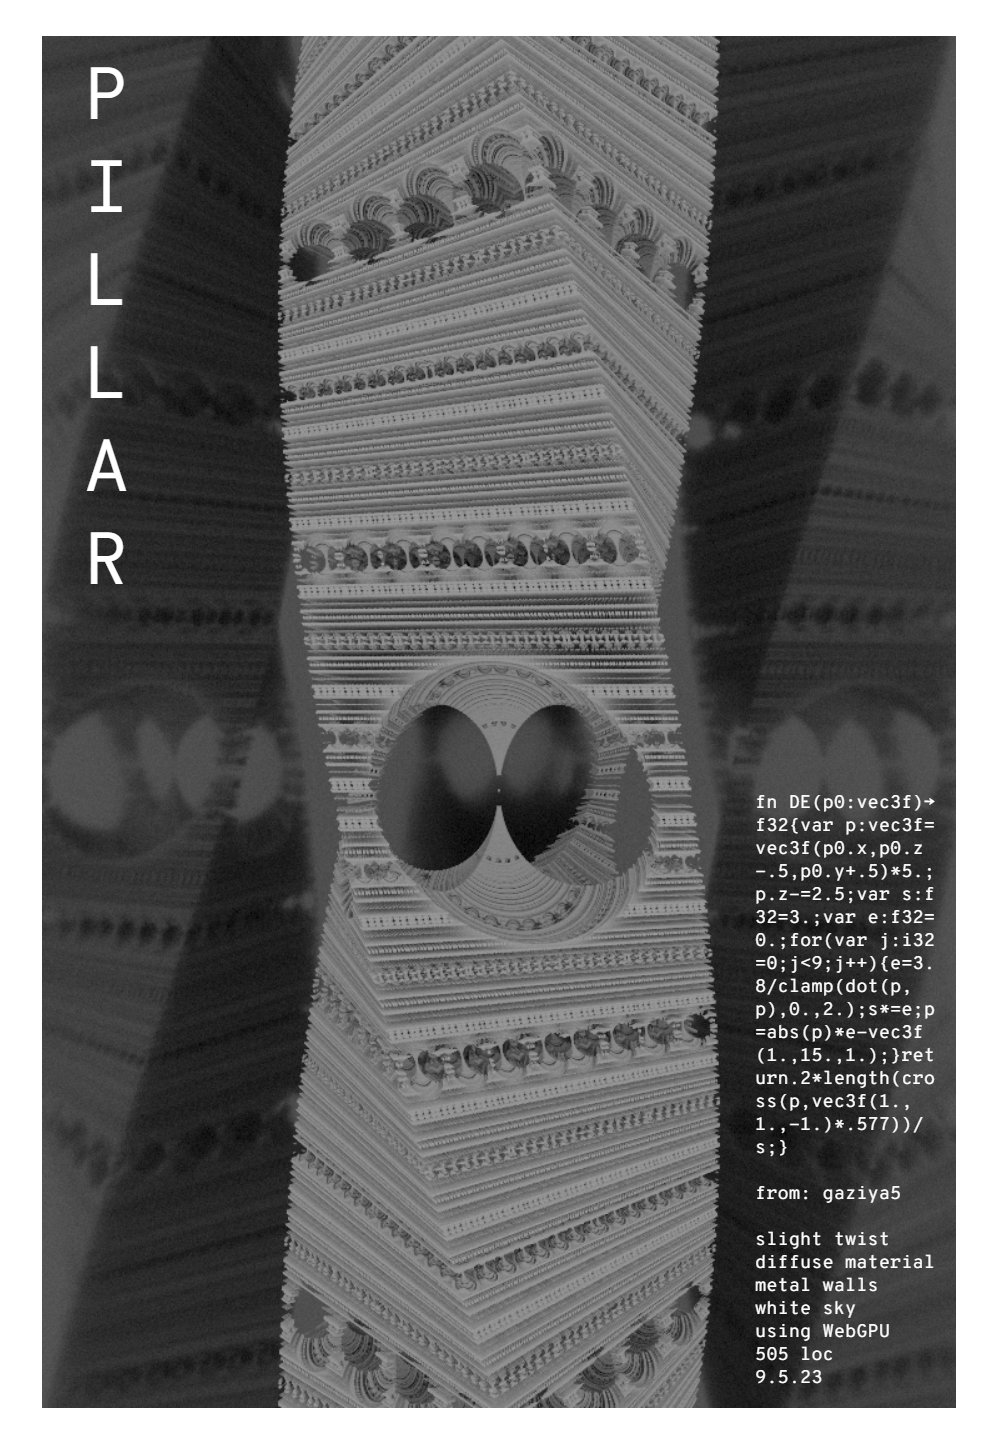 P
I
L
L
A
R
fn DE(p0:vec3f)→
f32{var p:vec3f=
vec3f(p0.x,p0.z
-.5,p0.y+.5)*5.;
p.z-=2.5;var s:f
32=3.;var e:f32=
0.;for(var j:i32
=0;j<9;j++){e=3.
8/clamp(dot(p,
p),0.,2.);s*=e;p
=abs(p)*e-vec3f
(1.,15.,1.);}ret
urn.2*length(cro
ss(p,vec3f(1.,
1.,-1.)*.577))/
s;}
from: gaziya5
slight twist
diffuse material
metal walls
white sky
using WebGPU
505 loc
9.5.23